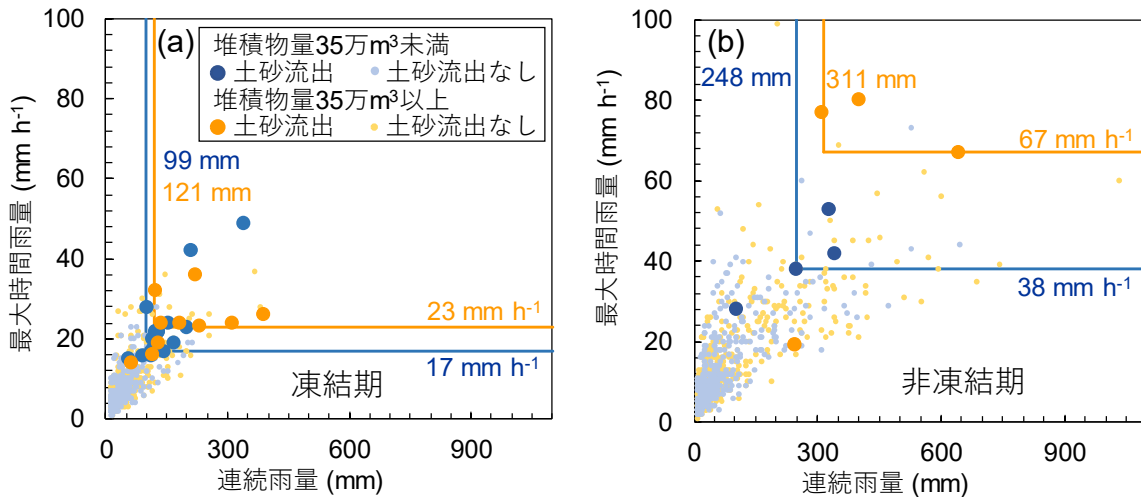 (a)
堆積物量35万m³未満
土砂流出 土砂流出なし
堆積物量35万m³以上
土砂流出 土砂流出なし
99 mm
121 mm
23 mm h⁻¹
17 mm h⁻¹
凍結期
100
80
60
40
20
0
0 300 600 900
最大時間雨量 (mm h⁻¹)
連続雨量 (mm)
(b)
248 mm
311 mm
67 mm h⁻¹
38 mm h⁻¹
非凍結期
100
80
60
40
20
0
0 300 600 900
最大時間雨量 (mm h⁻¹)
連続雨量 (mm)